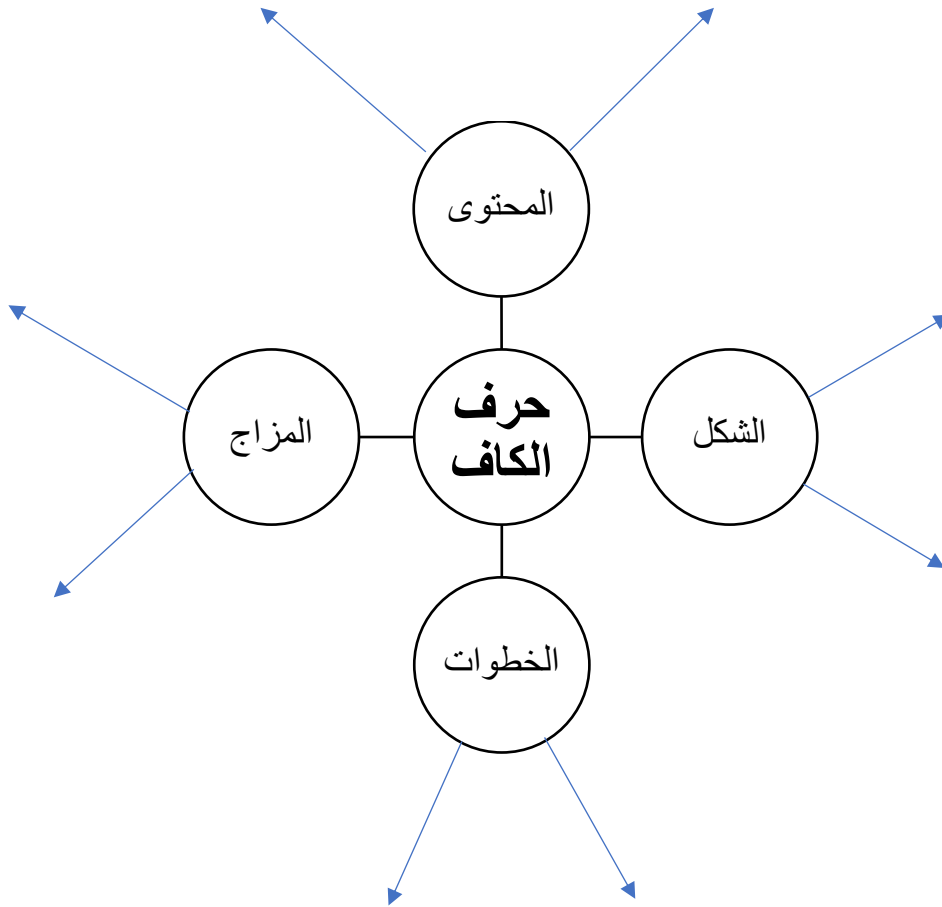 المحتوى
الشكل
حرف
الكاف
المزاج
الخطوات